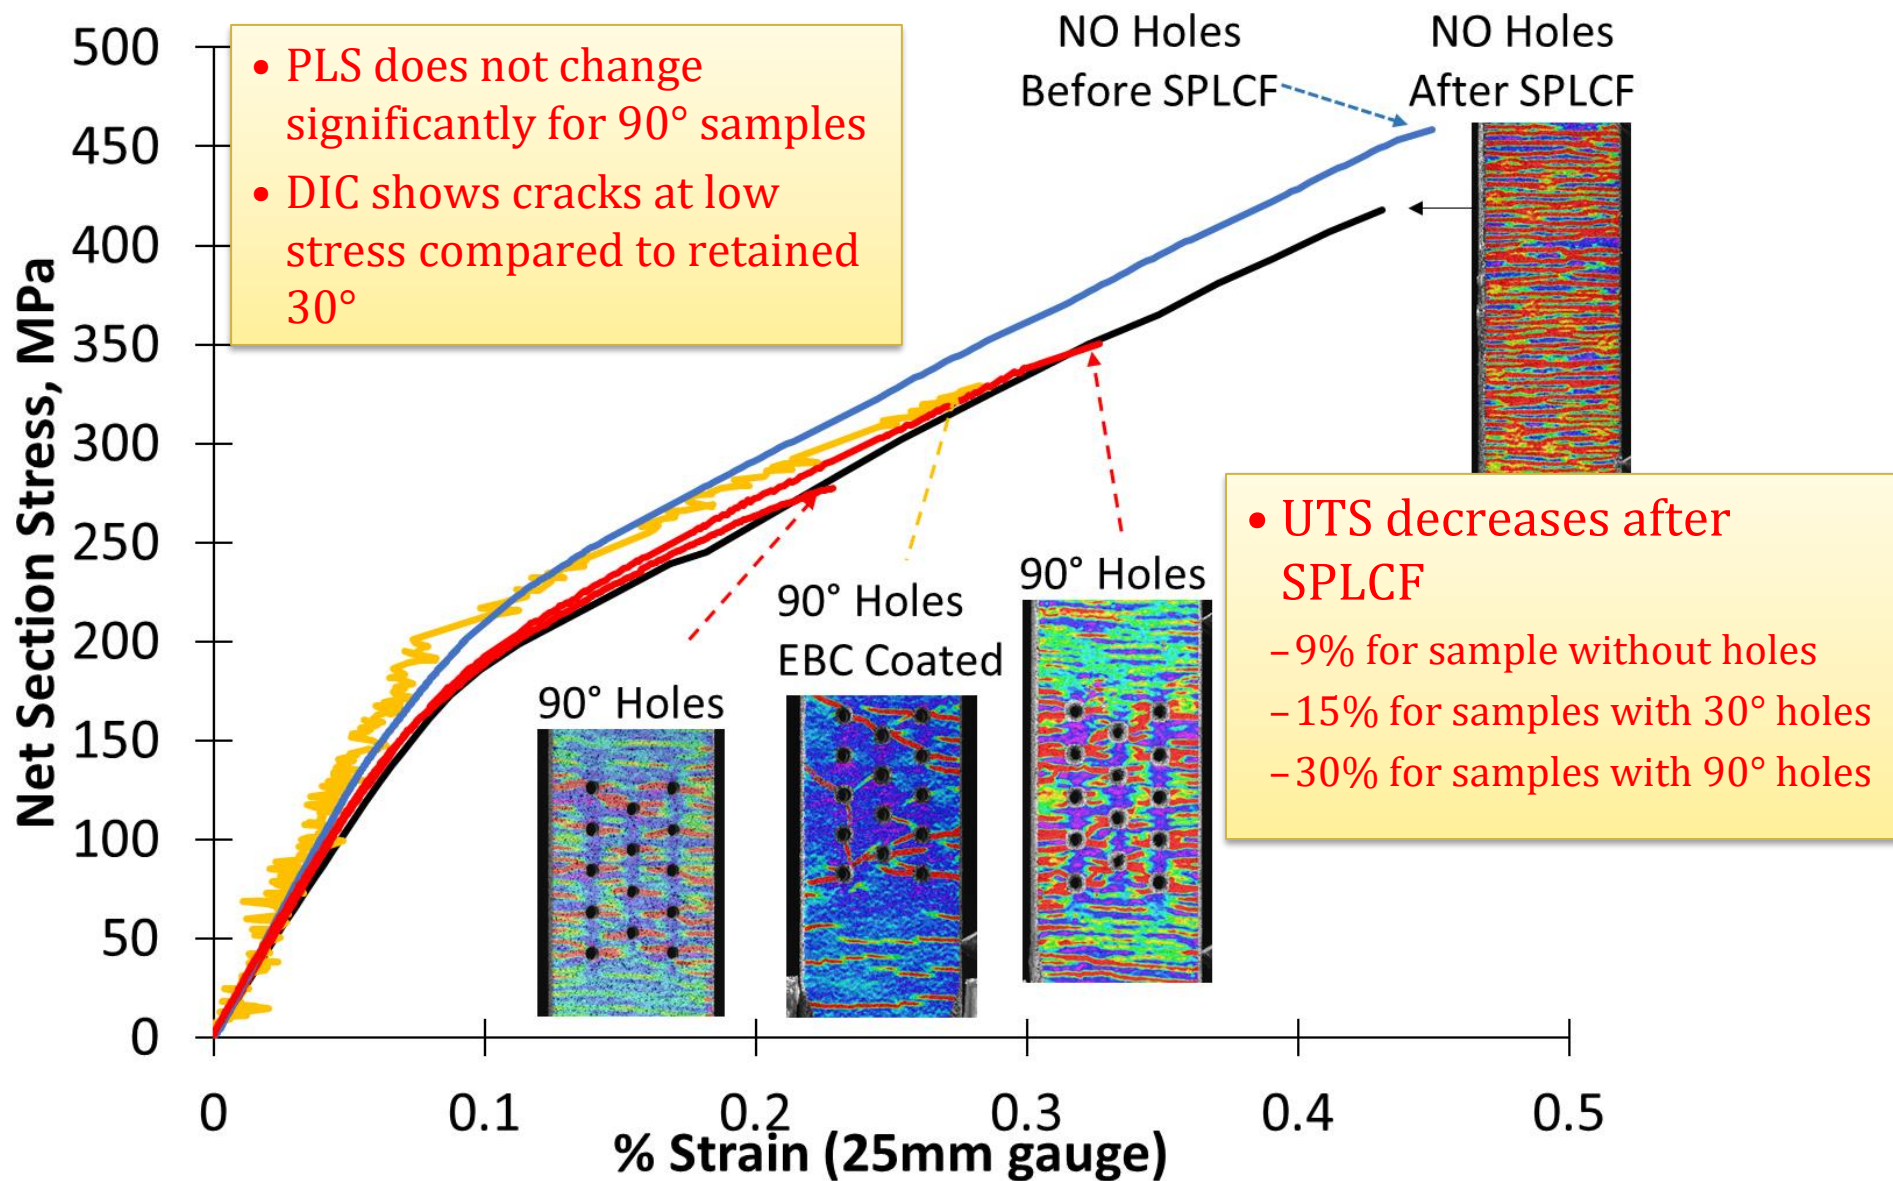 • PLS does not change
significantly for 90° samples
• DIC shows cracks at low
stress compared to retained
30°
NO Holes
Before SPLCF
NO Holes
After SPLCF
Net Section Stress, MPa
500
450
400
350
300
250
200
150
100
50
0
90° Holes
90° Holes
EBC Coated
90° Holes
• UTS decreases after
SPLCF
–9% for sample without holes
–15% for samples with 30° holes
–30% for samples with 90° holes
0
0.1
0.2
0.3
0.4
0.5
% Strain (25mm gauge)